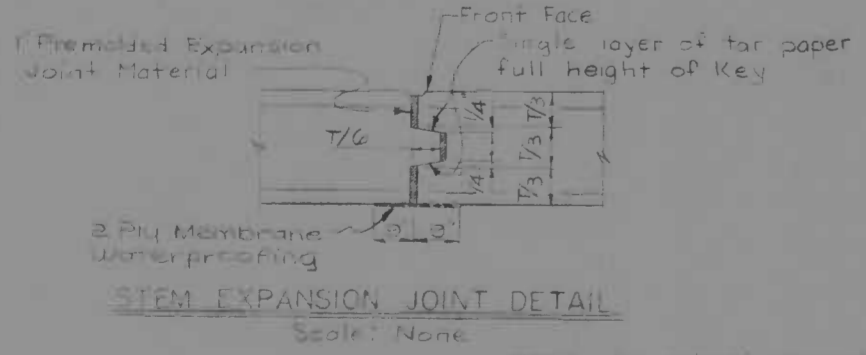 Front Face
1" Premolded Expansion
Joint Material
Single layer of tar paper
full height of Key
T/6
1/4
1/4
T/3
T/3
T/3
2 Ply Membrane
Waterproofing
9" 9"
STEM EXPANSION JOINT DETAIL
Scale: None